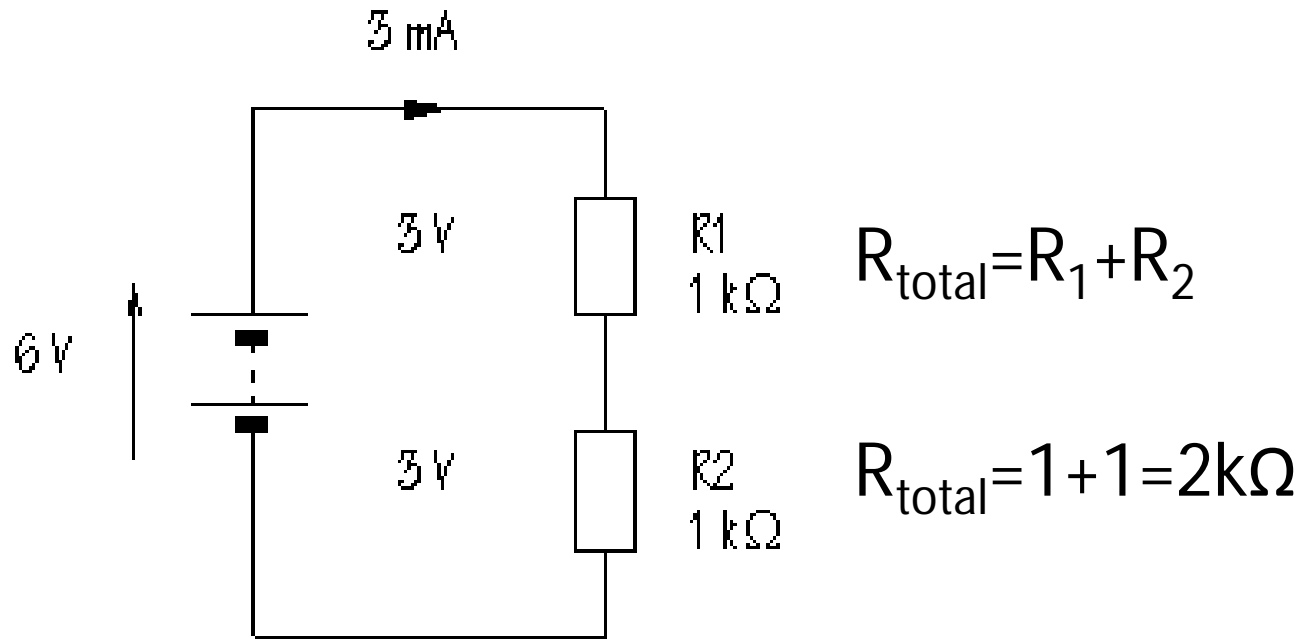 3 mA
3 V
R1
1 kΩ
R_total=R_1+R_2
6 V
3 V
R2
1 kΩ
R_total=1+1=2kΩ